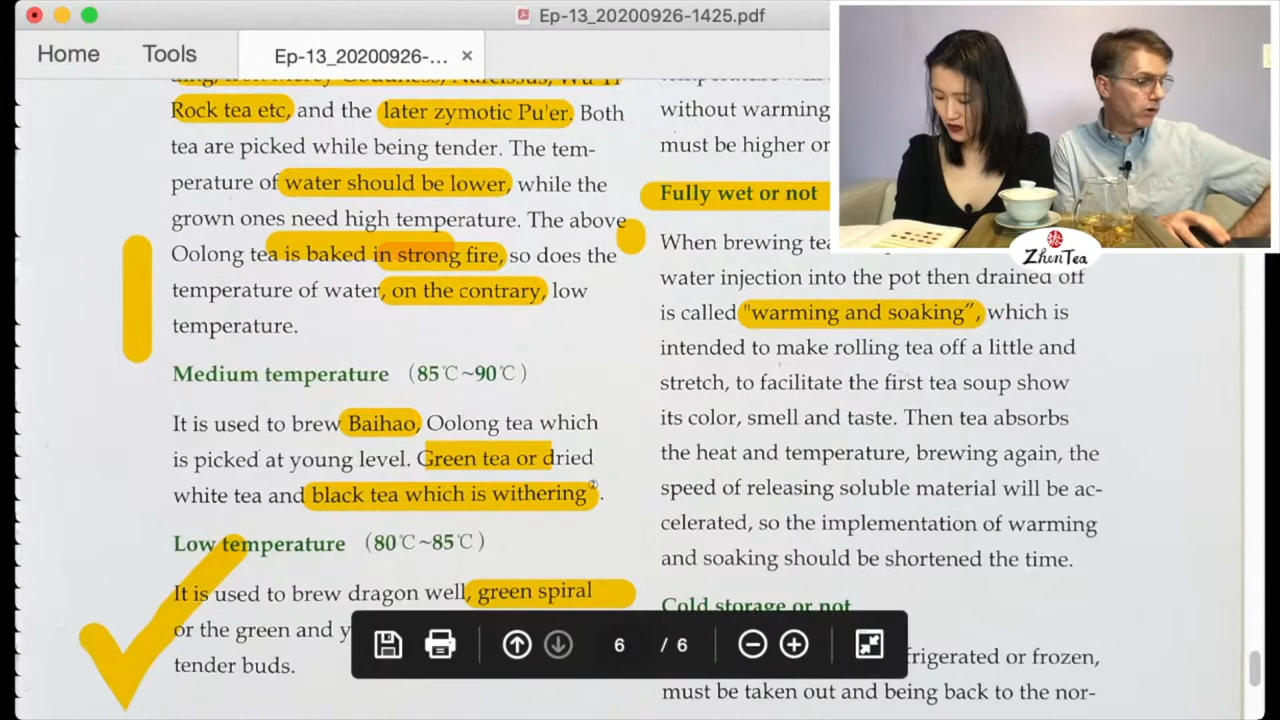 Ep-13_20200926-1425.pdf
Home
Tools
Ep-13_20200926-... ×
Rock tea etc, and the later zymotic Pu'er. Both
tea are picked while being tender. The tem-
perature of water should be lower, while the
grown ones need high temperature. The above
Oolong tea is baked in strong fire, so does the
temperature of water, on the contrary, low
temperature.
Medium temperature (85℃~90℃)
It is used to brew Baihao, Oolong tea which
is picked at young level. Green tea or dried
white tea and black tea which is withering②.
Low temperature (80℃~85℃)
It is used to brew dragon well, green spiral
or the green and y
tender buds.
without warming
must be higher or
Fully wet or not
When brewing tea
water injection into the pot then drained off
is called "warming and soaking”, which is
intended to make rolling tea off a little and
stretch, to facilitate the first tea soup show
its color, smell and taste. Then tea absorbs
the heat and temperature, brewing again, the
speed of releasing soluble material will be ac-
celerated, so the implementation of warming
and soaking should be shortened the time.
Cold storage or not
frigerated or frozen,
must be taken out and being back to the nor-
ZhenTea
6 / 6